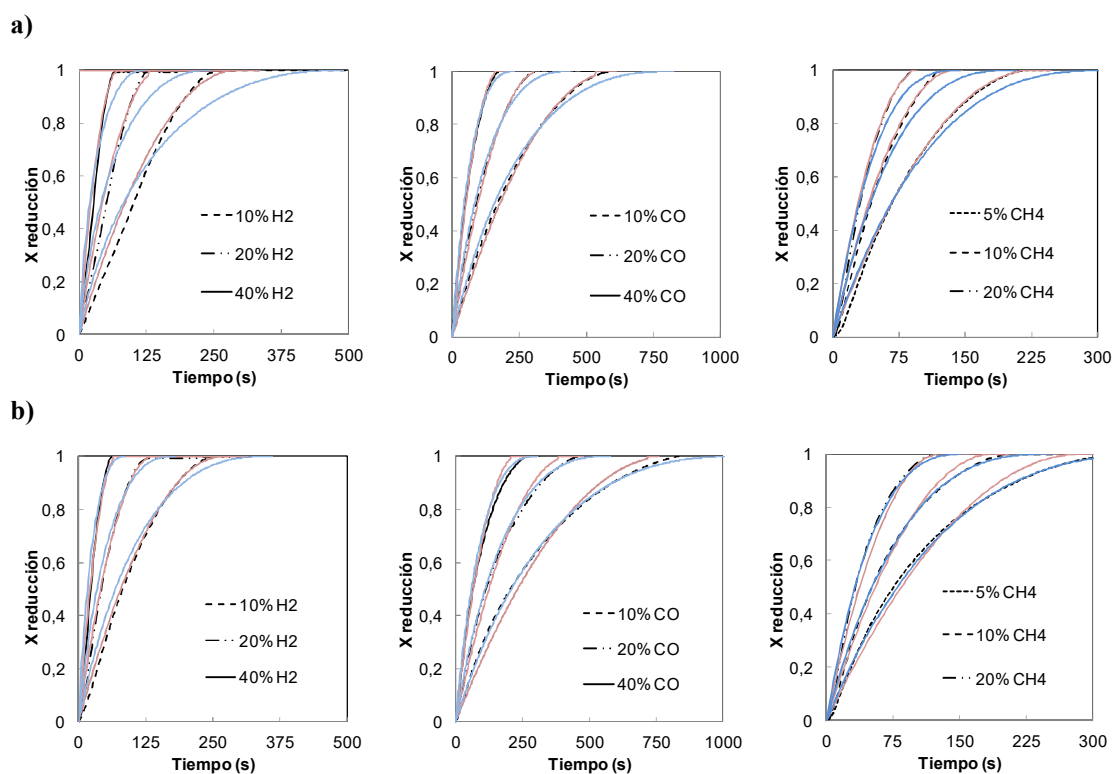 a)
1
0,8
0,6
0,4
0,2
0
X reducción
10% H2
20% H2
40% H2
0 125 250 375 500
Tiempo (s)
1
0,8
0,6
0,4
0,2
0
X reducción
10% CO
20% CO
40% CO
0 250 500 750 1000
Tiempo (s)
1
0,8
0,6
0,4
0,2
0
X reducción
5% CH4
10% CH4
20% CH4
0 75 150 225 300
Tiempo (s)
b)
1
0,8
0,6
0,4
0,2
0
X reducción
10% H2
20% H2
40% H2
0 125 250 375 500
Tiempo (s)
1
0,8
0,6
0,4
0,2
0
X reducción
10% CO
20% CO
40% CO
0 250 500 750 1000
Tiempo (s)
1
0,8
0,6
0,4
0,2
0
X reducción
5% CH4
10% CH4
20% CH4
0 75 150 225 300
Tiempo (s)